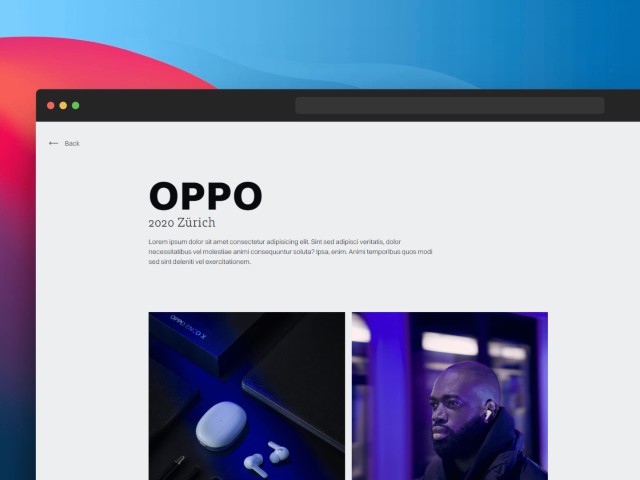 Back
OPPO
2020 Zürich
Lorem ipsum dolor sit amet consectetur adipisicing elit. Sint sed adipisci veritatis, dolor
necessitatibus vel molestiae animi consequuntur soluta? Ipsa, enim. Animi temporibus quos modi
sed sint deleniti vel exercitationem.
OPPO ENCO X